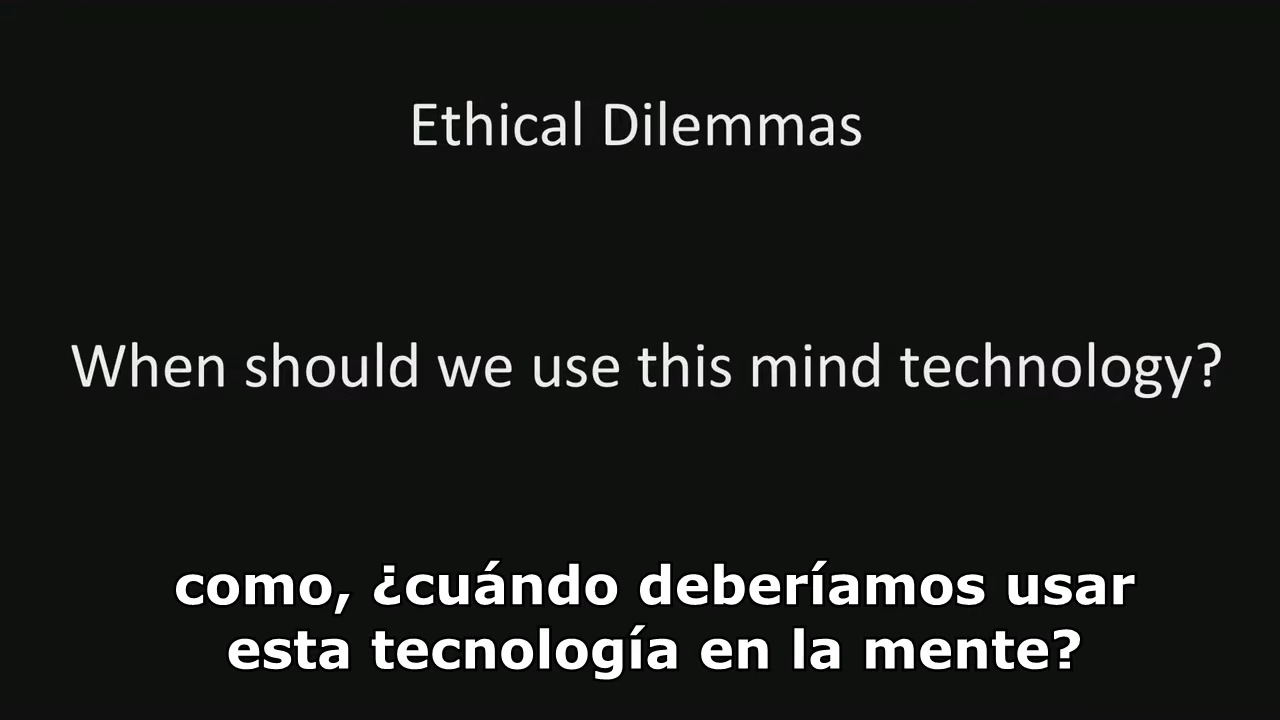 Ethical Dilemmas
When should we use this mind technology?
como, ¿cuándo deberíamos usar
esta tecnología en la mente?